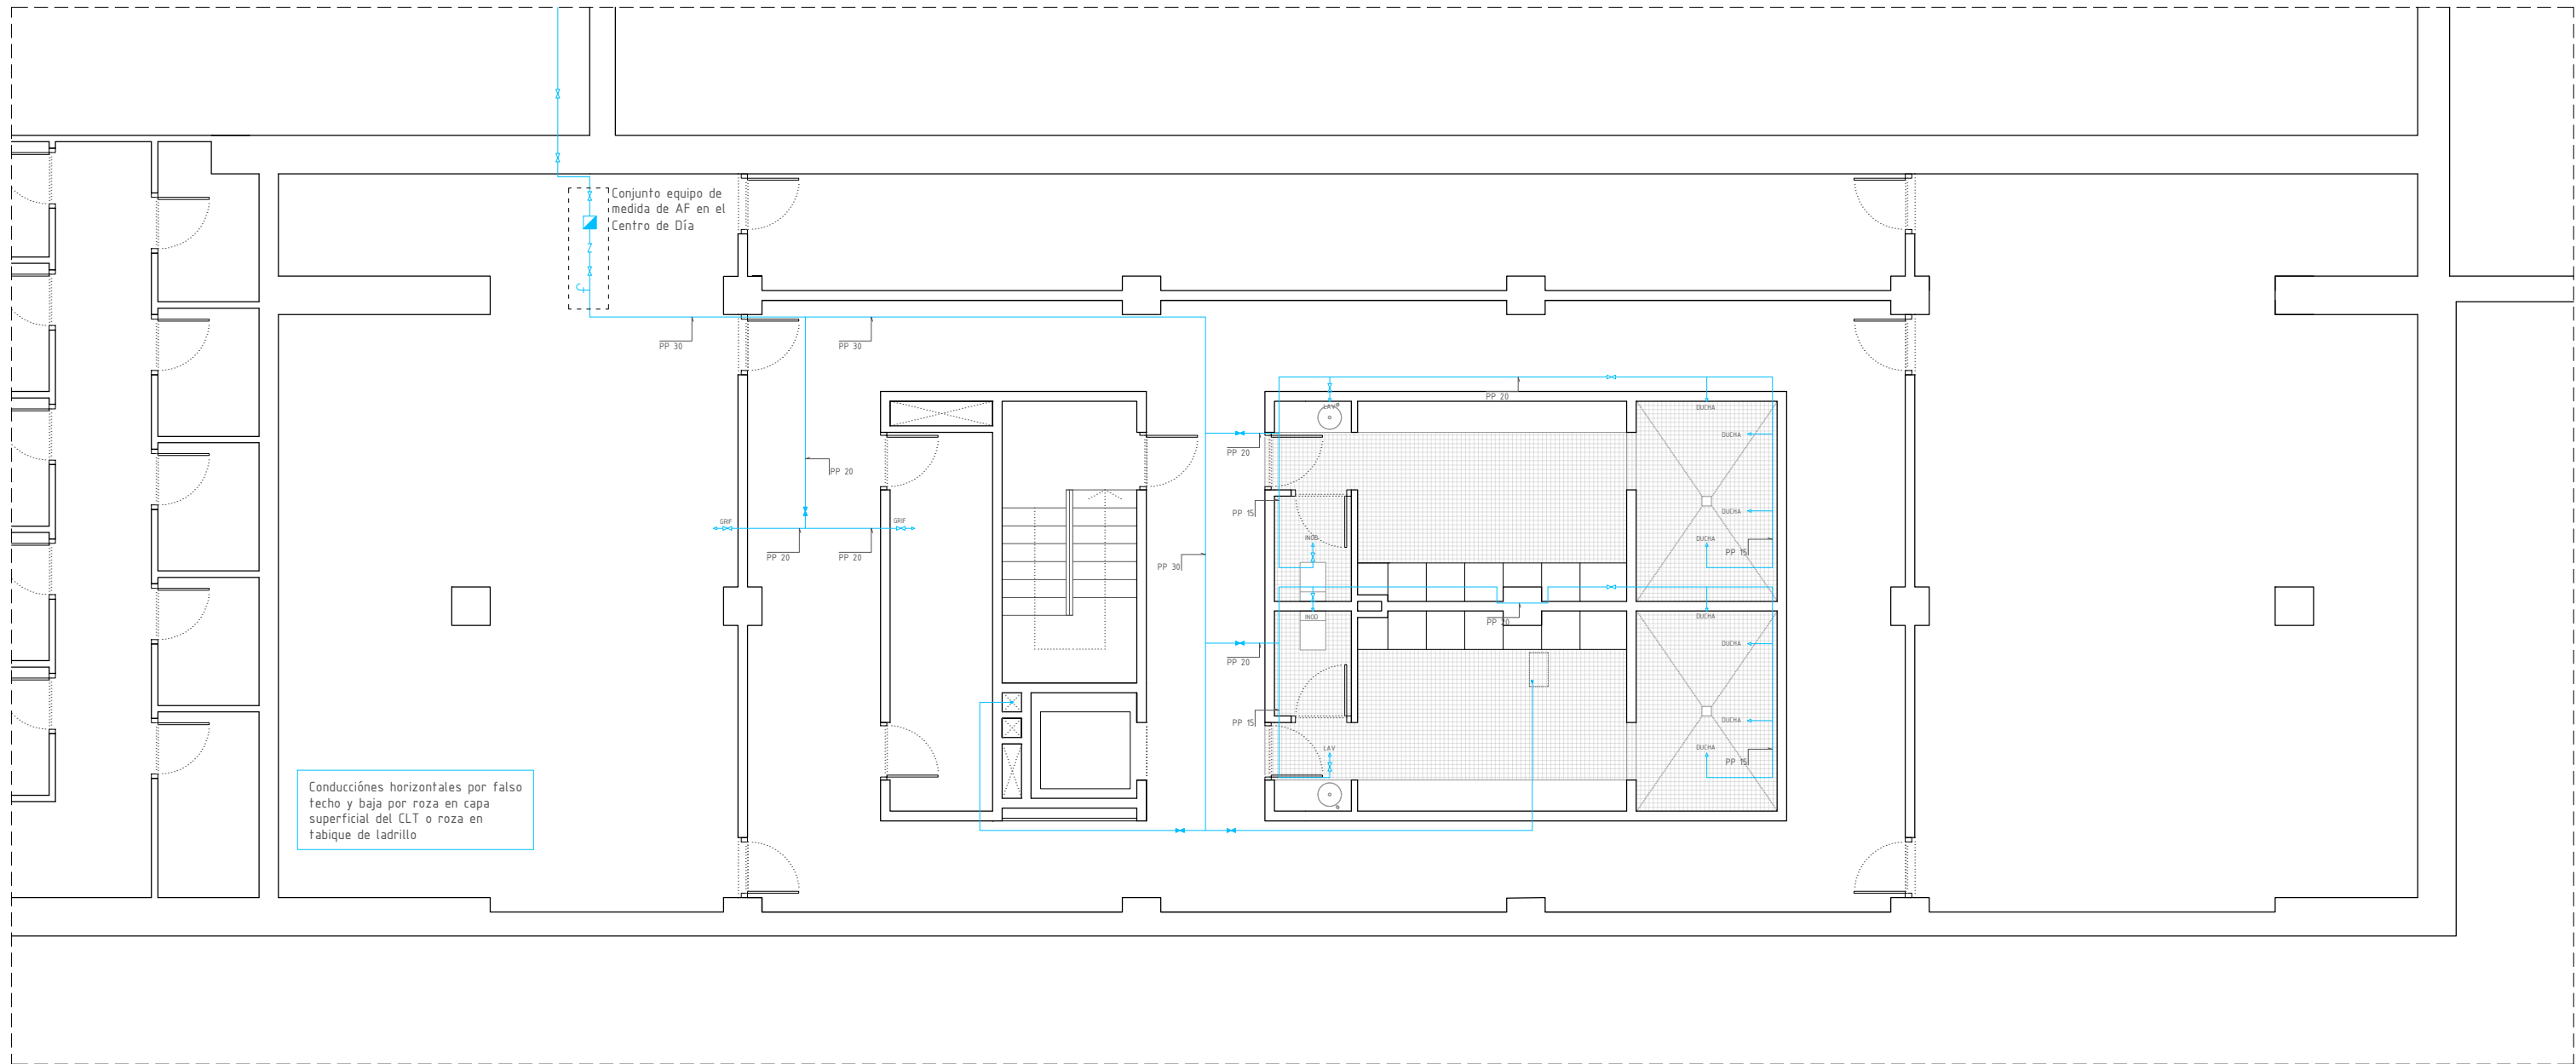 Conjunto equipo de
medida de AF en el
Centro de Día
PP 30
PP 30
PP 20
LAV
DUCHA
DUCHA
PP 20
PP 20
GRIF
GRIF
PP 15
DUCHA
INOD
DUCHA
PP 15
PP 20
PP 20
PP 30
INOD
PP 20
DUCHA
DUCHA
PP 20
PP 15
DUCHA
LAV
DUCHA
PP 15
Conducciónes horizontales por falso
techo y baja por roza en capa
superficial del CLT o roza en
tabique de ladrillo